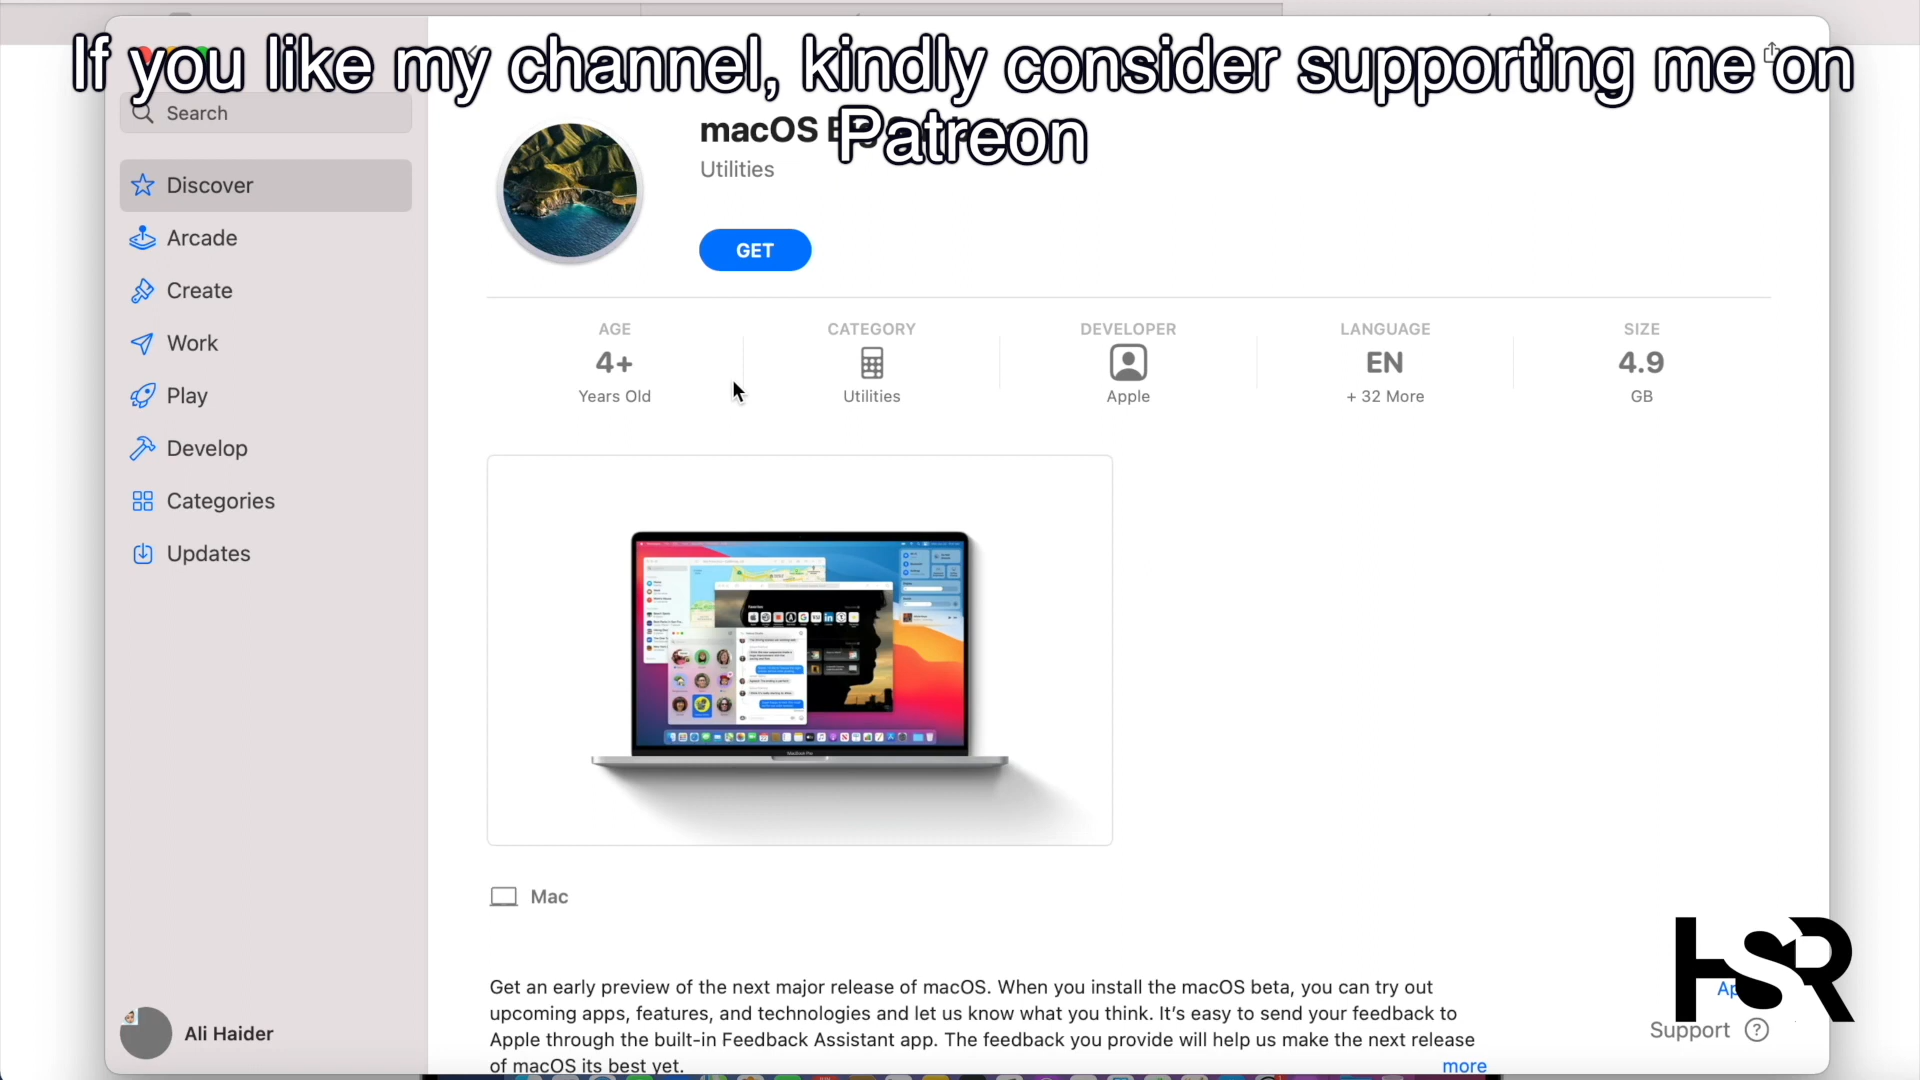 If you like my channel, kindly consider supporting me on
Patreon
Search
Discover
Arcade
Create
Work
Play
Develop
Categories
Updates
Ali Haider
macOS
Utilities
GET
AGE
4+
Years Old
CATEGORY
Utilities
DEVELOPER
Apple
LANGUAGE
EN
+ 32 More
SIZE
4.9
GB
MacBook Pro
Mac
Get an early preview of the next major release of macOS. When you install the macOS beta, you can try out
upcoming apps, features, and technologies and let us know what you think. It's easy to send your feedback to
Apple through the built-in Feedback Assistant app. The feedback you provide will help us make the next release
of macOS its best yet.
more
HSR
Support ?